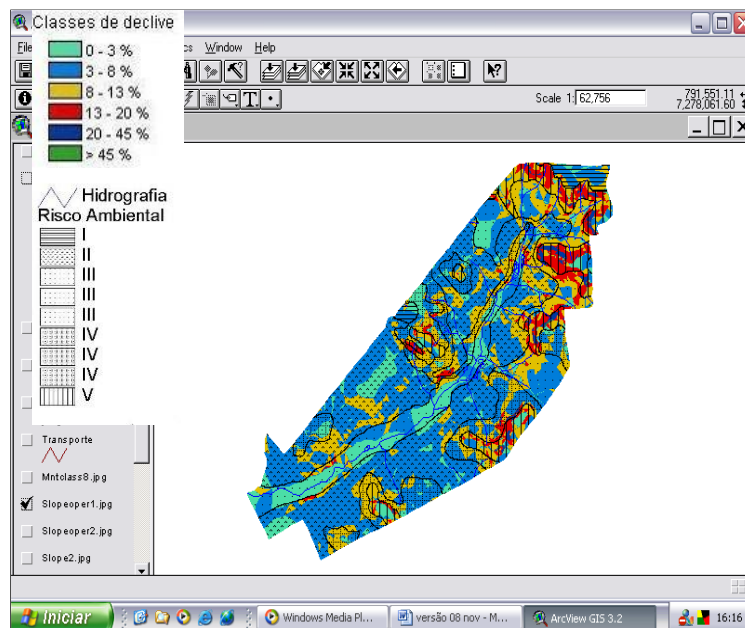 Classes de declive
0 - 3 %
3 - 8 %
8 - 13 %
13 - 20 %
20 - 45 %
> 45 %
Hidrografia
Risco Ambiental
I
II
III
III
III
IV
IV
IV
V
Window Help
Scale 1: 62,756
791,551.11
7,278,061.60
Transporte
Mntclass8.jpg
Slopeoper1.jpg
Slopeoper2.jpg
Slope2.jpg
Iniciar
Windows Media Pl...
versão 08 nov - M...
ArcView GIS 3.2
16:16